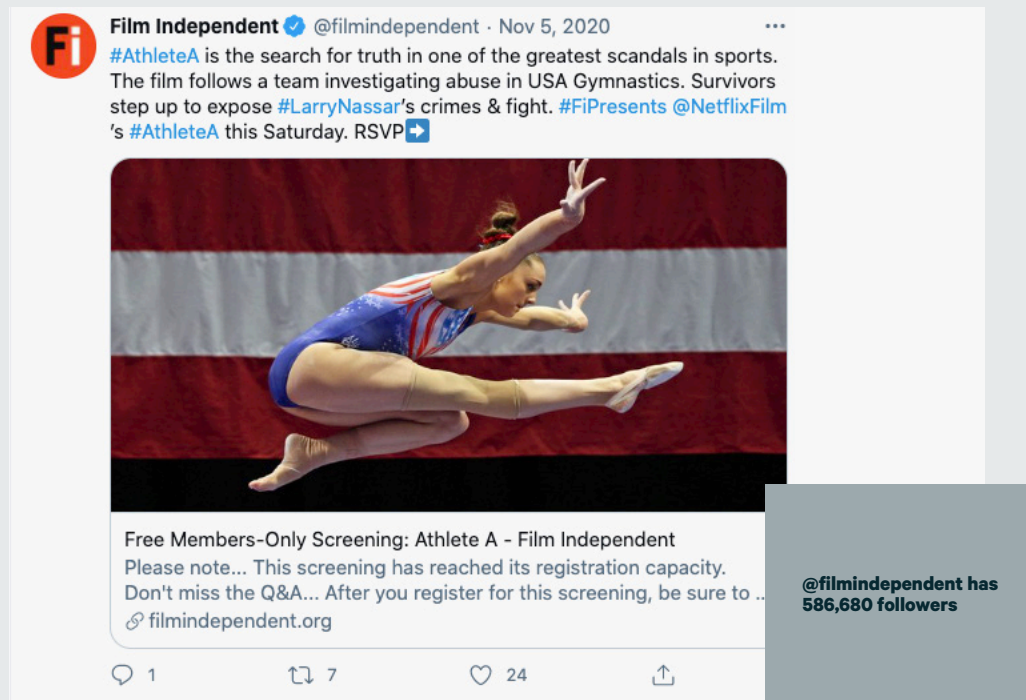 Fi
Film Independent @filmindependent · Nov 5, 2020 ···
#AthleteA is the search for truth in one of the greatest scandals in sports.
The film follows a team investigating abuse in USA Gymnastics. Survivors
step up to expose #LarryNassar's crimes & fight. #FiPresents @NetflixFilm
's #AthleteA this Saturday. RSVP➡️
Free Members-Only Screening: Athlete A - Film Independent
Please note... This screening has reached its registration capacity.
Don't miss the Q&A... After you register for this screening, be sure to ..
filmindependent.org
1 7 24
@filmindependent has
586,680 followers